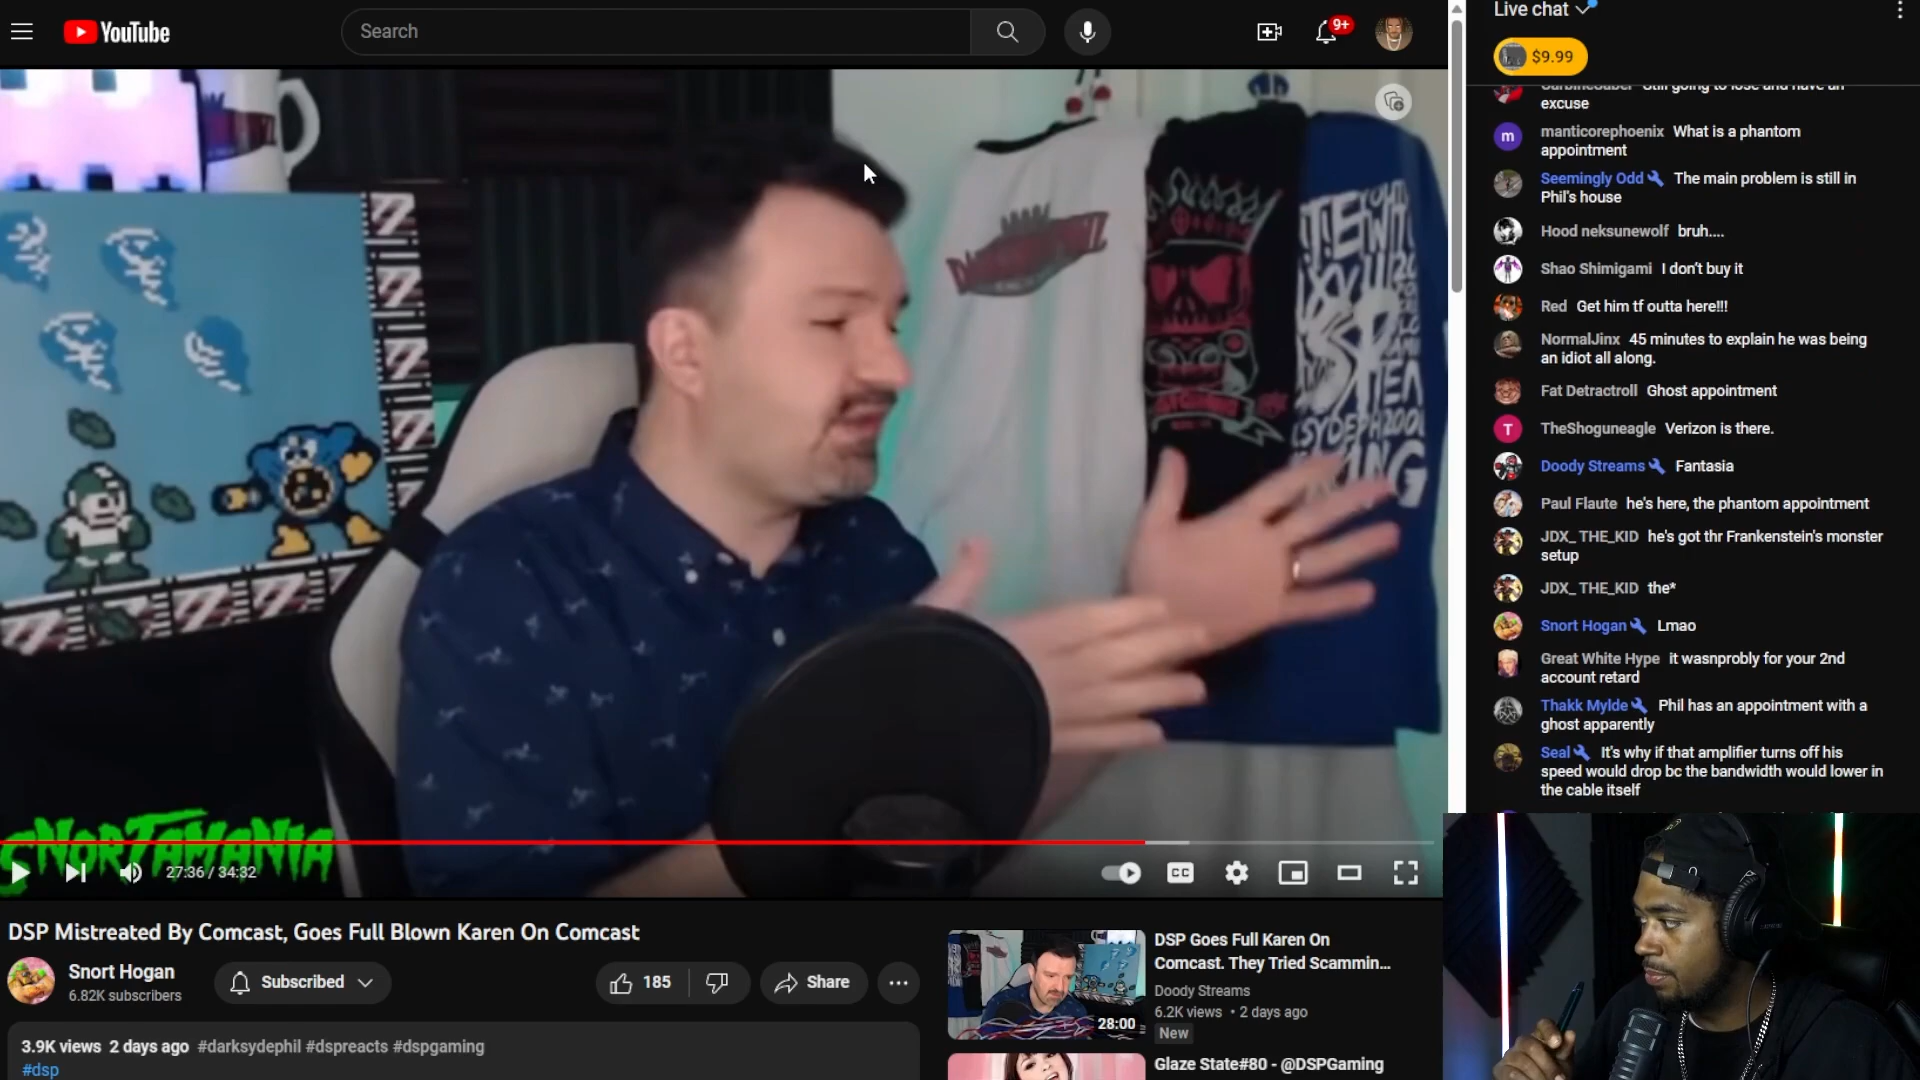 YouTube
Search
9+
Live chat
$9.99
excuse
manticorephoenix What is a phantom
appointment
Seemingly Odd The main problem is still in
Phil's house
Hood neksunewolf bruh....
Shao Shimigami I don't buy it
Red Get him tf outta here!!!
NormalJinx 45 minutes to explain he was being
an idiot all along.
Fat Detractroll Ghost appointment
T
TheShoguneagle Verizon is there.
Doody Streams Fantasia
Paul Flaute he's here, the phantom appointment
JDX_ THE_KID he's got thr Frankenstein's monster
setup
JDX_ THE_KID the*
Snort Hogan Lmao
Great White Hype it wasnprobly for your 2nd
account retard
Thakk Mylde Phil has an appointment with a
ghost apparently
Seal It's why if that amplifier turns off his
speed would drop bc the bandwidth would lower in
the cable itself
m
SNORTAMANIA
27:36 / 34:32
CC
DSP Mistreated By Comcast, Goes Full Blown Karen On Comcast
Snort Hogan
6.82K subscribers
Subscribed
185
Share
3.9K views 2 days ago #darksydephil #dspreacts #dspgaming
#dsp
28:00
DSP Goes Full Karen On
Comcast. They Tried Scammin...
Doody Streams
6.2K views • 2 days ago
New
Glaze State#80 - @DSPGaming